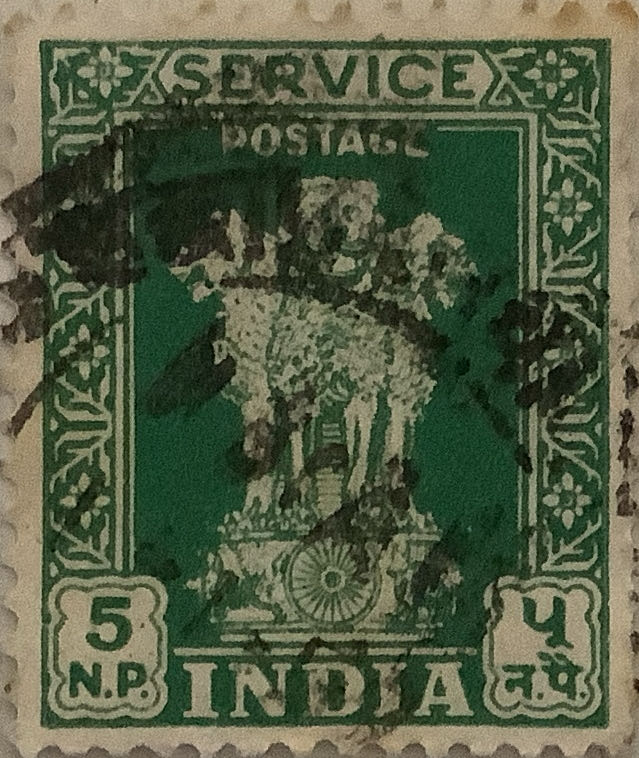 SERVICE
POSTAGE
5 ५
N.P. न.पै.
INDIA